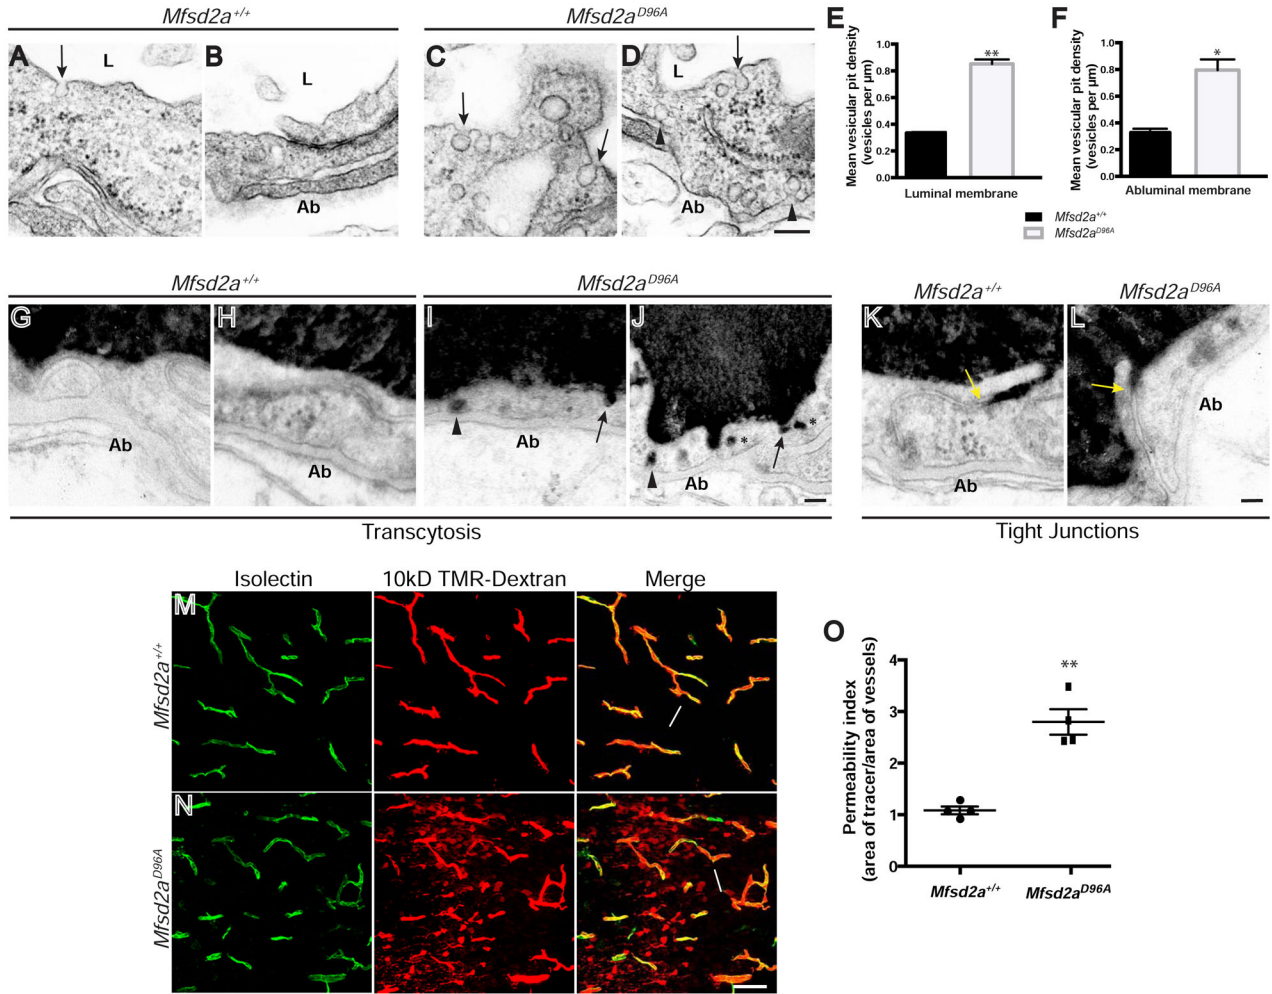 Mfsd2a+/+
Mfsd2aD96A
A
L
B
L
Ab
C
D
L
Ab
E
Mean vesicular pit density
(vesicles per μm)
1.0
0.8
0.6
0.4
0.2
0.0
**
Luminal membrane
F
Mean vesicular pit density
(vesicles per μm)
1.0
0.8
0.6
0.4
0.2
0.0
*
Abluminal membrane
Mfsd2a+/+
Mfsd2aD96A
Mfsd2a+/+
Mfsd2aD96A
Mfsd2a+/+
Mfsd2aD96A
G
Ab
H
Ab
I
Ab
J
*
*
Ab
K
Ab
L
Ab
Transcytosis
Tight Junctions
Isolectin
10kD TMR-Dextran
Merge
M
Mfsd2a+/+
N
Mfsd2aD96A
O
Permeability index
(area of tracer/area of vessels)
4
3
2
1
0
**
Mfsd2a+/+
Mfsd2aD96A